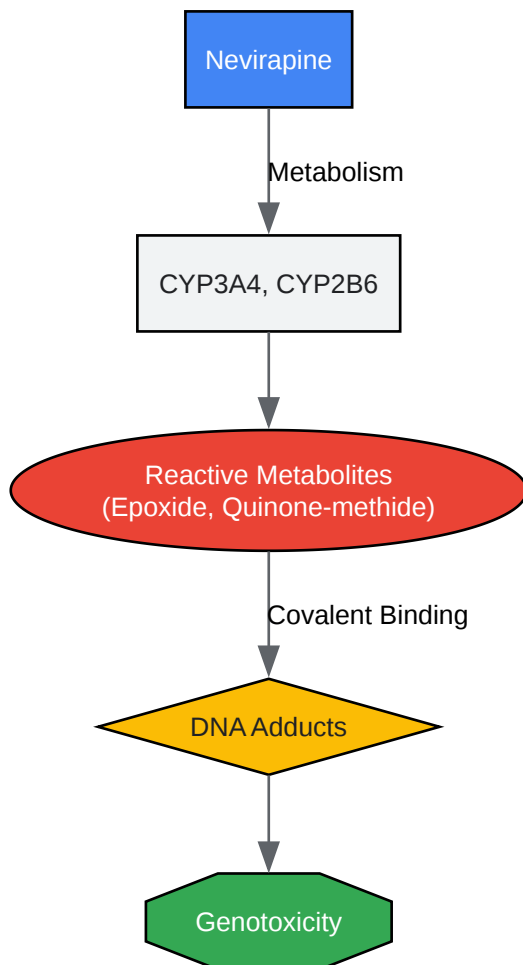 Nevirapine
Metabolism
CYP3A4, CYP2B6
Reactive Metabolites
(Epoxide, Quinone-methide)
Covalent Binding
DNA Adducts
Genotoxicity